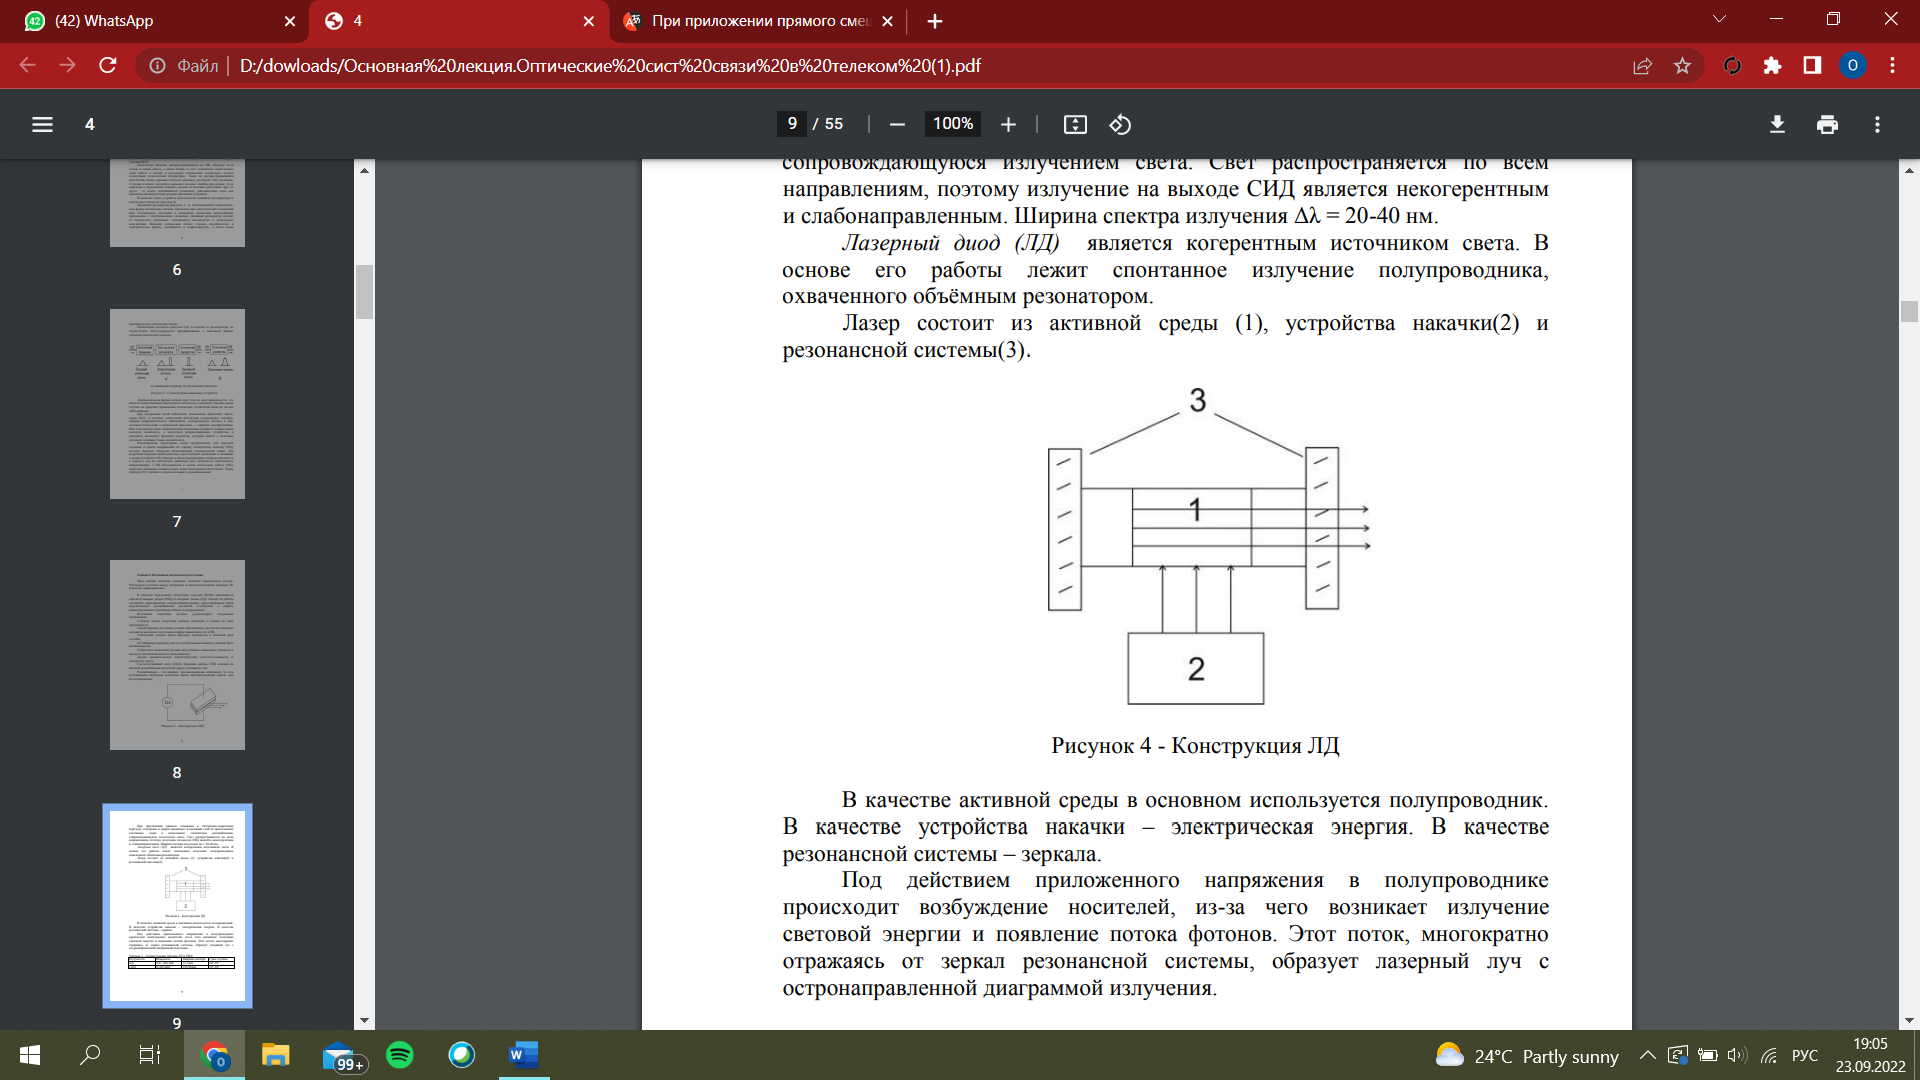 (42) WhatsApp
4
При приложении прямого сме
Файл
D:/dowloads/Основная%20лекция.Оптические%20сист%20связи%20в%20телеком%20(1).pdf
O
4
9 / 55
100%
6
7
8
9
сопровождающуюся излучением света. Свет распространяется по всем
направлениям, поэтому излучение на выходе СИД является некогерентным
и слабонаправленным. Ширина спектра излучения Δλ = 20-40 нм.
Лазерный диод (ЛД) является когерентным источником света. В
основе его работы лежит спонтанное излучение полупроводника,
охваченного объёмным резонатором.
Лазер состоит из активной среды (1), устройства накачки(2) и
резонансной системы(3).
3
1
2
Рисунок 4 - Конструкция ЛД
В качестве активной среды в основном используется полупроводник.
В качестве устройства накачки – электрическая энергия. В качестве
резонансной системы – зеркала.
Под действием приложенного напряжения в полупроводнике
происходит возбуждение носителей, из-за чего возникает излучение
световой энергии и появление потока фотонов. Этот поток, многократно
отражаясь от зеркал резонансной системы, образует лазерный луч с
остронаправленной диаграммой излучения.
99+
24°C Partly sunny
РУС
19:05
23.09.2022